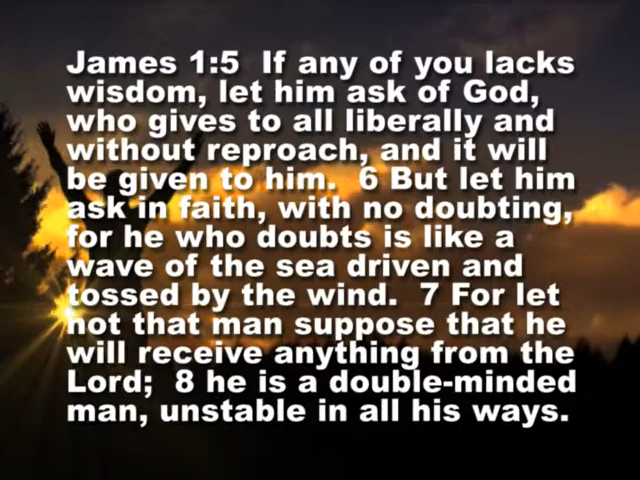 James 1:5  If any of you lacks
wisdom, let him ask of God,
who gives to all liberally and
without reproach, and it will
be given to him.  6 But let him
ask in faith, with no doubting,
for he who doubts is like a
wave of the sea driven and
tossed by the wind.  7 For let
not that man suppose that he
will receive anything from the
Lord;  8 he is a double-minded
man, unstable in all his ways.